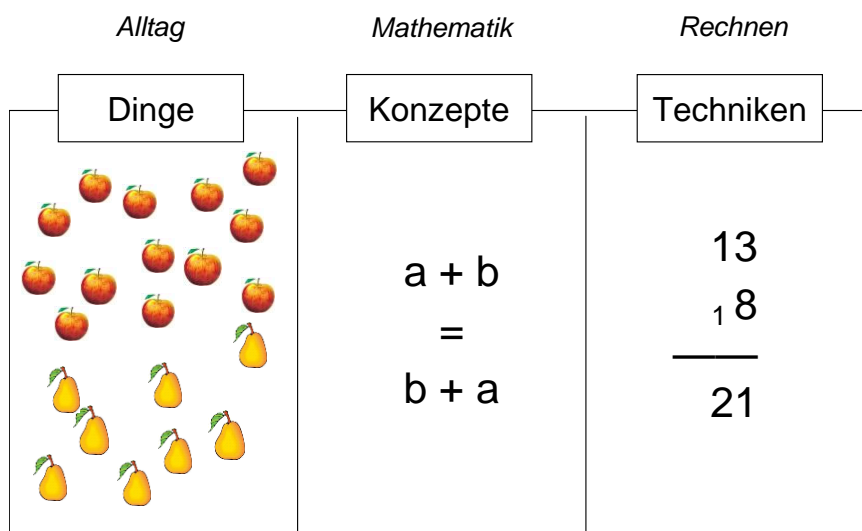 Alltag Mathematik Rechnen
Dinge Konzepte Techniken
a + b
=
b + a
13
1 8
21